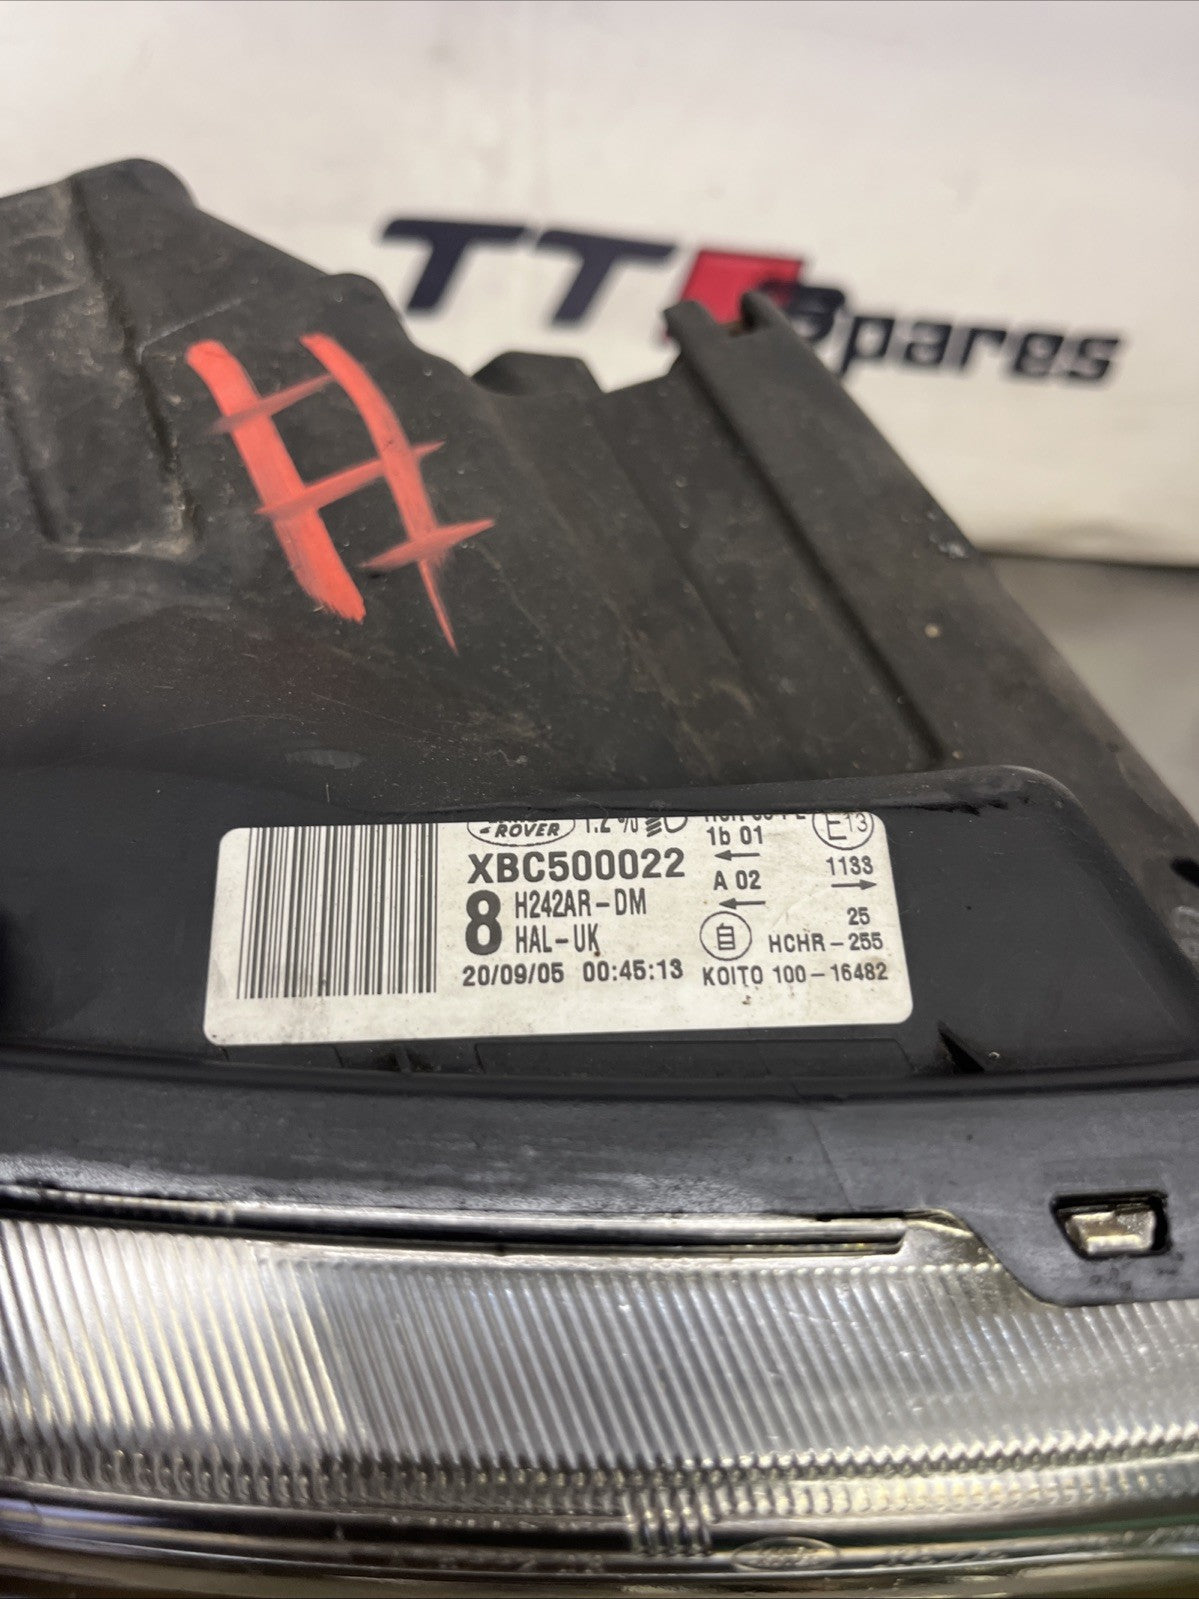 TT Spares
H
ROVER
1.2%
1b 01
E13
XBC500022
A 02
1133
8
H242AR-DM
HAL-UK
25
HCHR-255
20/09/05 00:45:13
KOITO 100-16482